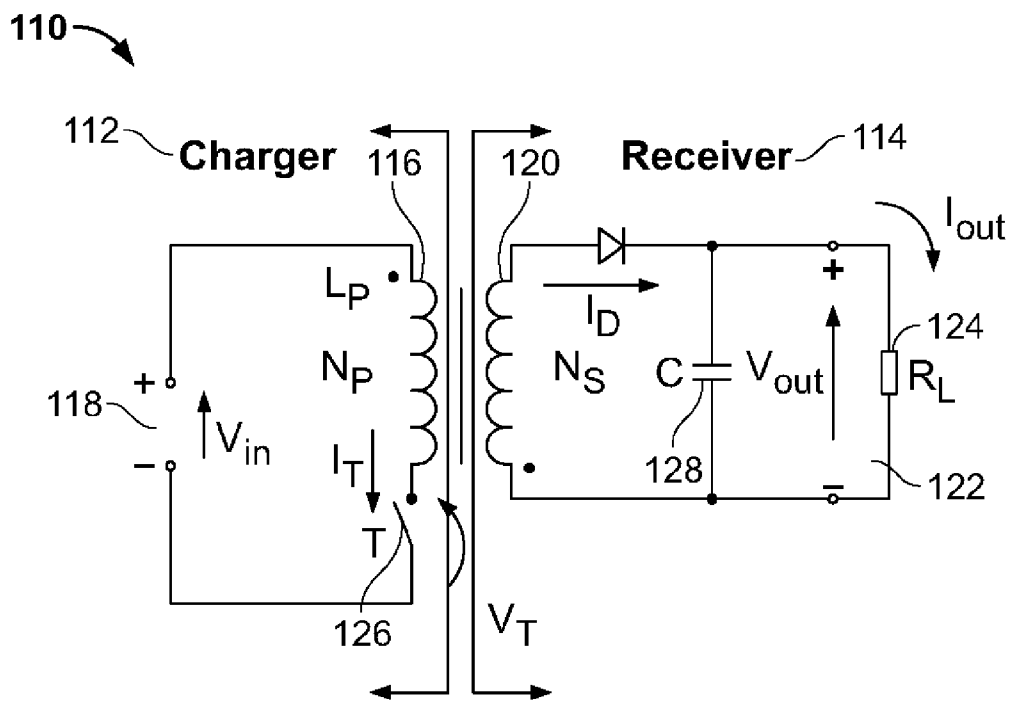 110
112
Charger
116
120
Receiver
114
I_out
L_P
N_P
I_D
N_S
C
V_out
+
124
R_L
118
+
V_in
−
I_T
T
128
−
122
126
V_T